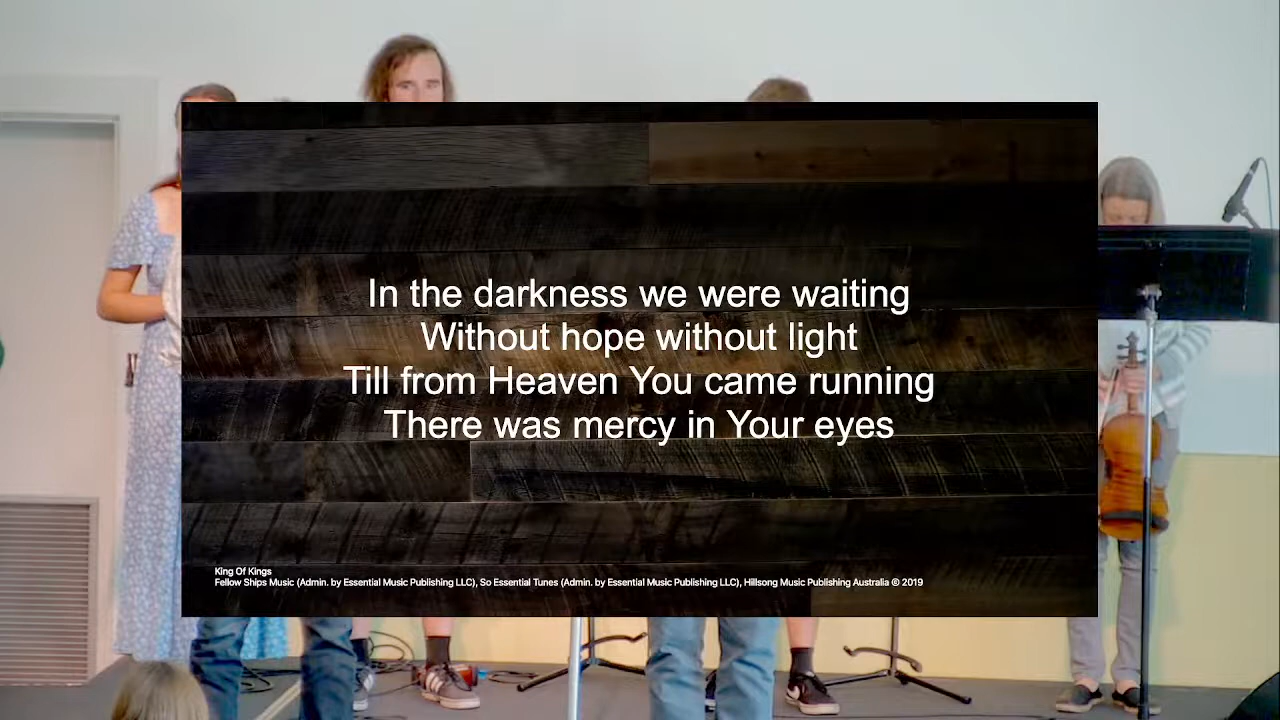 In the darkness we were waiting
Without hope without light
Till from Heaven You came running
There was mercy in Your eyes
King Of Kings
Fellow Ships Music (Admin. by Essential Music Publishing LLC), So Essential Tunes (Admin. by Essential Music Publishing LLC), Hillsong Music Publishing Australia © 2019